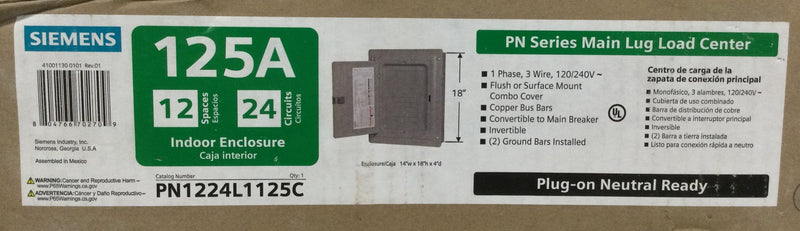 SIEMENS
41001130 0101 Rev.01
8 04766 70270 9
Siemens Industry, Inc.
Norcross, Georgia U.S.A
Assembled in Mexico
WARNING: Cancer and Reproductive Harm –
www.P65Warnings.ca.gov
ADVERTENCIA: Cáncer y Daño Reproductivo–
www.P65Warnings.ca.gov
125A
12 Spaces Espacios
24 Circuits Circuitos
Indoor Enclosure
Caja interior
Catalog Number
Qty: 1
PN1224L1125C
18"
Enclosure/Caja 14"w x 18"h x 4"d
PN Series Main Lug Load Center
1 Phase, 3 Wire, 120/240V ~
Flush or Surface Mount
Combo Cover
Copper Bus Bars
Convertible to Main Breaker
Invertible
(2) Ground Bars Installed
UL
Centro de carga de la
zapata de conexión principal
Monofásico, 3 alambres, 120/240V~
Cubierta de uso combinado
Barra de distribución de cobre
Convertible a interruptor principal
Inversible
(2) Barra a tierra instalada
Listo para conexión rápida a neutro
Plug-on Neutral Ready